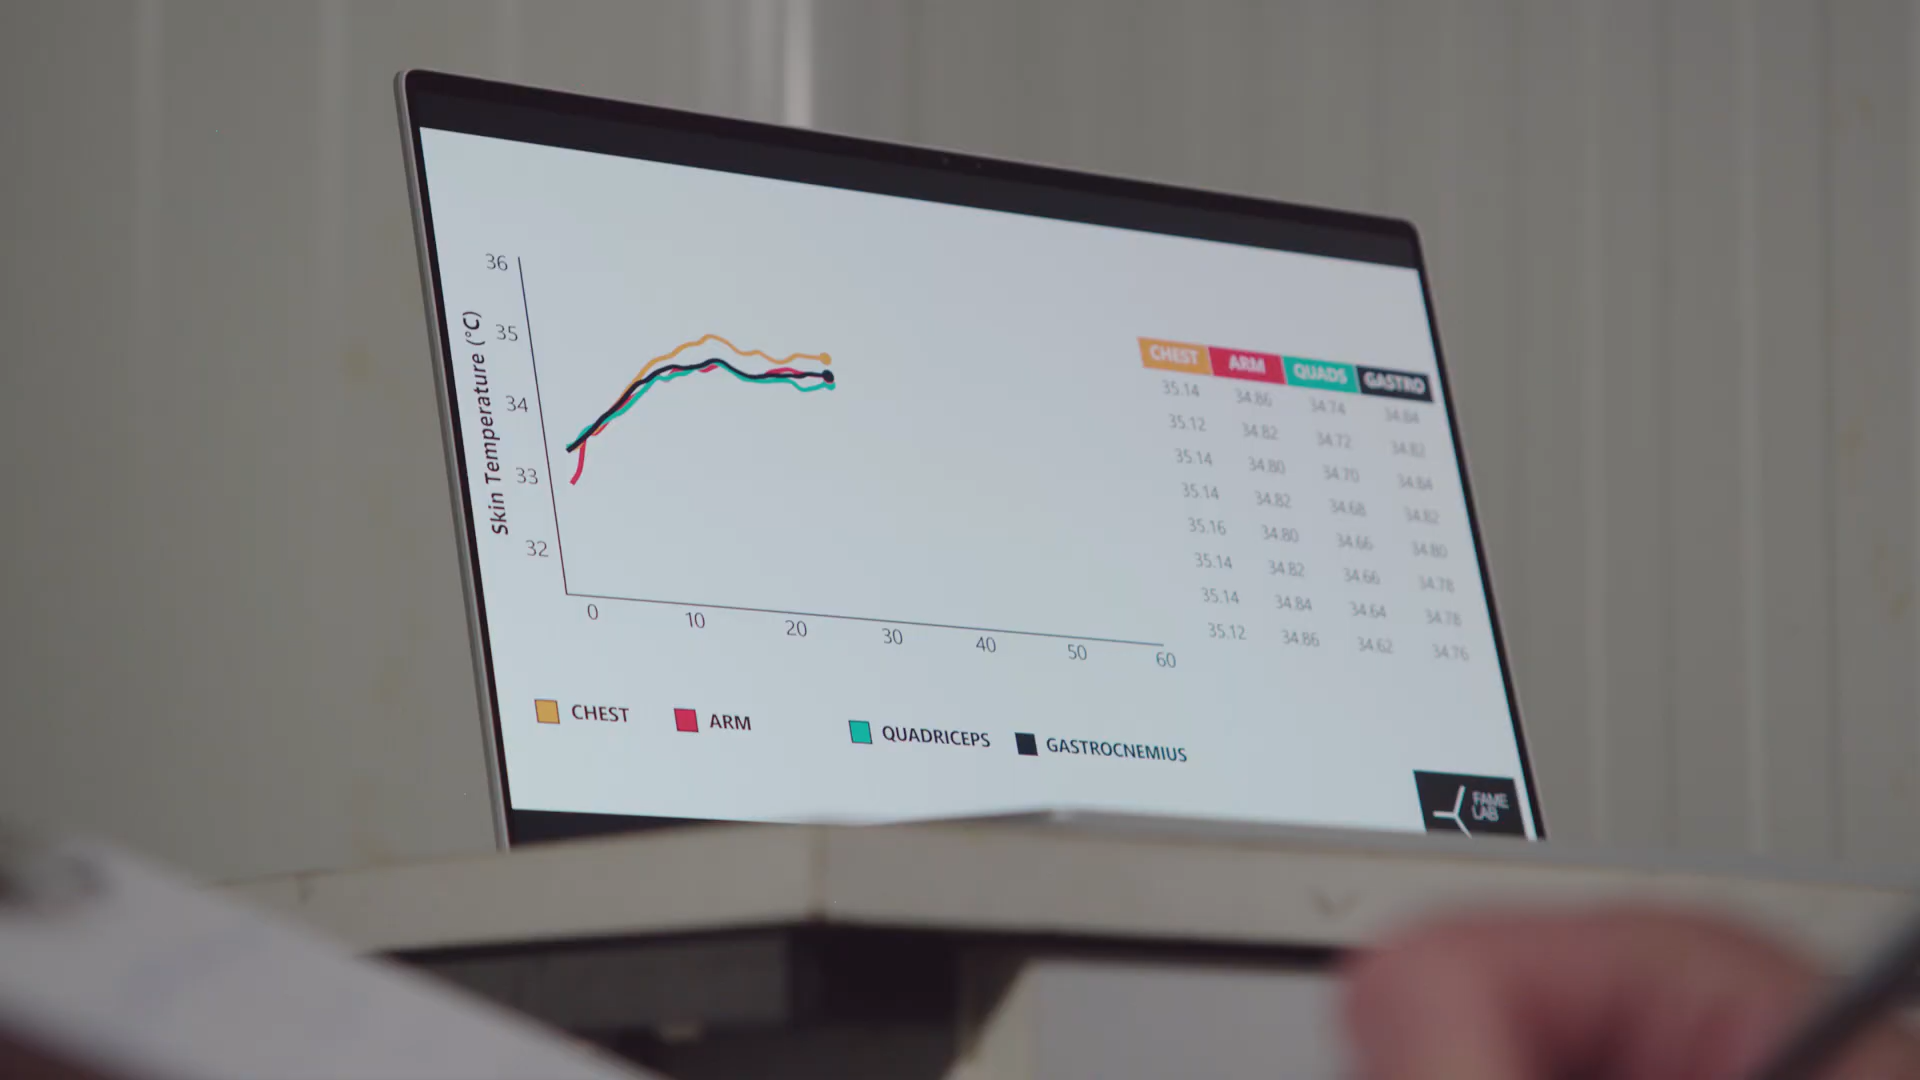 Skin Temperature (°C)
36
35
34
33
32
0 10 20 30 40 50 60
CHEST ARM QUADRICEPS GASTROCNEMIUS
CHEST ARM QUADS GASTRO
35.14 34.86 34.74 34.84
35.12 34.82 34.72 34.82
35.14 34.80 34.70 34.84
35.14 34.82 34.68 34.82
35.16 34.80 34.66 34.80
35.14 34.82 34.66 34.78
35.14 34.84 34.64 34.78
35.12 34.86 34.62 34.76
FAME
LAB